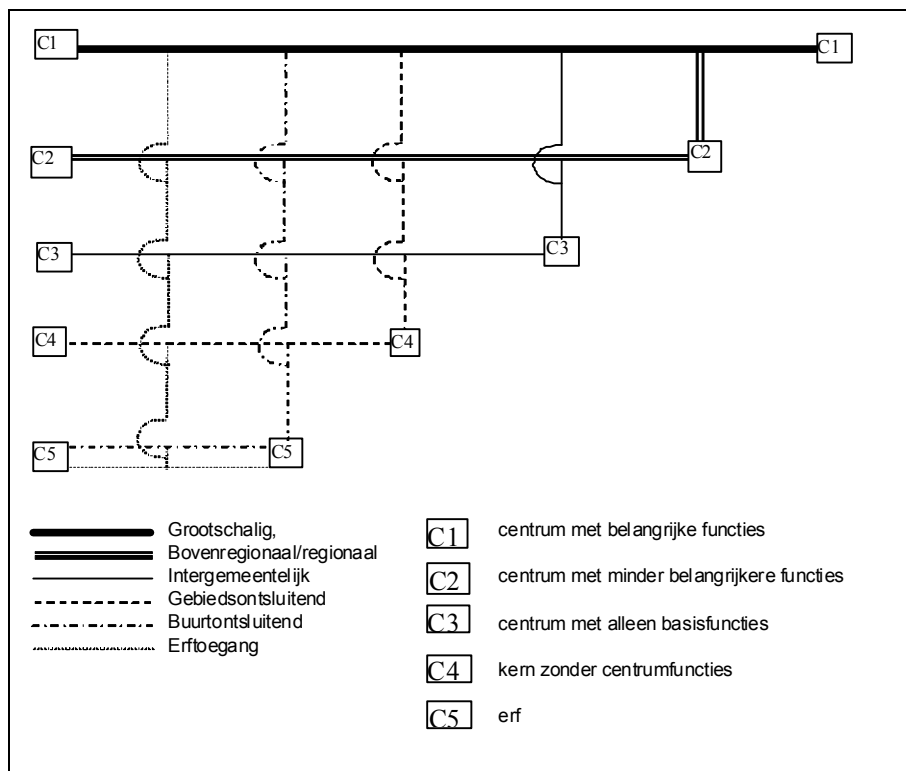 C1
C1
C2
C2
C3
C3
C4
C4
C5
C5
Grootschalig,
Bovenregionaal/regionaal
Intergemeentelijk
Gebiedsontsluitend
Buurtontsluitend
Erftoegang
C1 centrum met belangrijke functies
C2 centrum met minder belangrijkere functies
C3 centrum met alleen basisfuncties
C4 kern zonder centrumfuncties
C5 erf